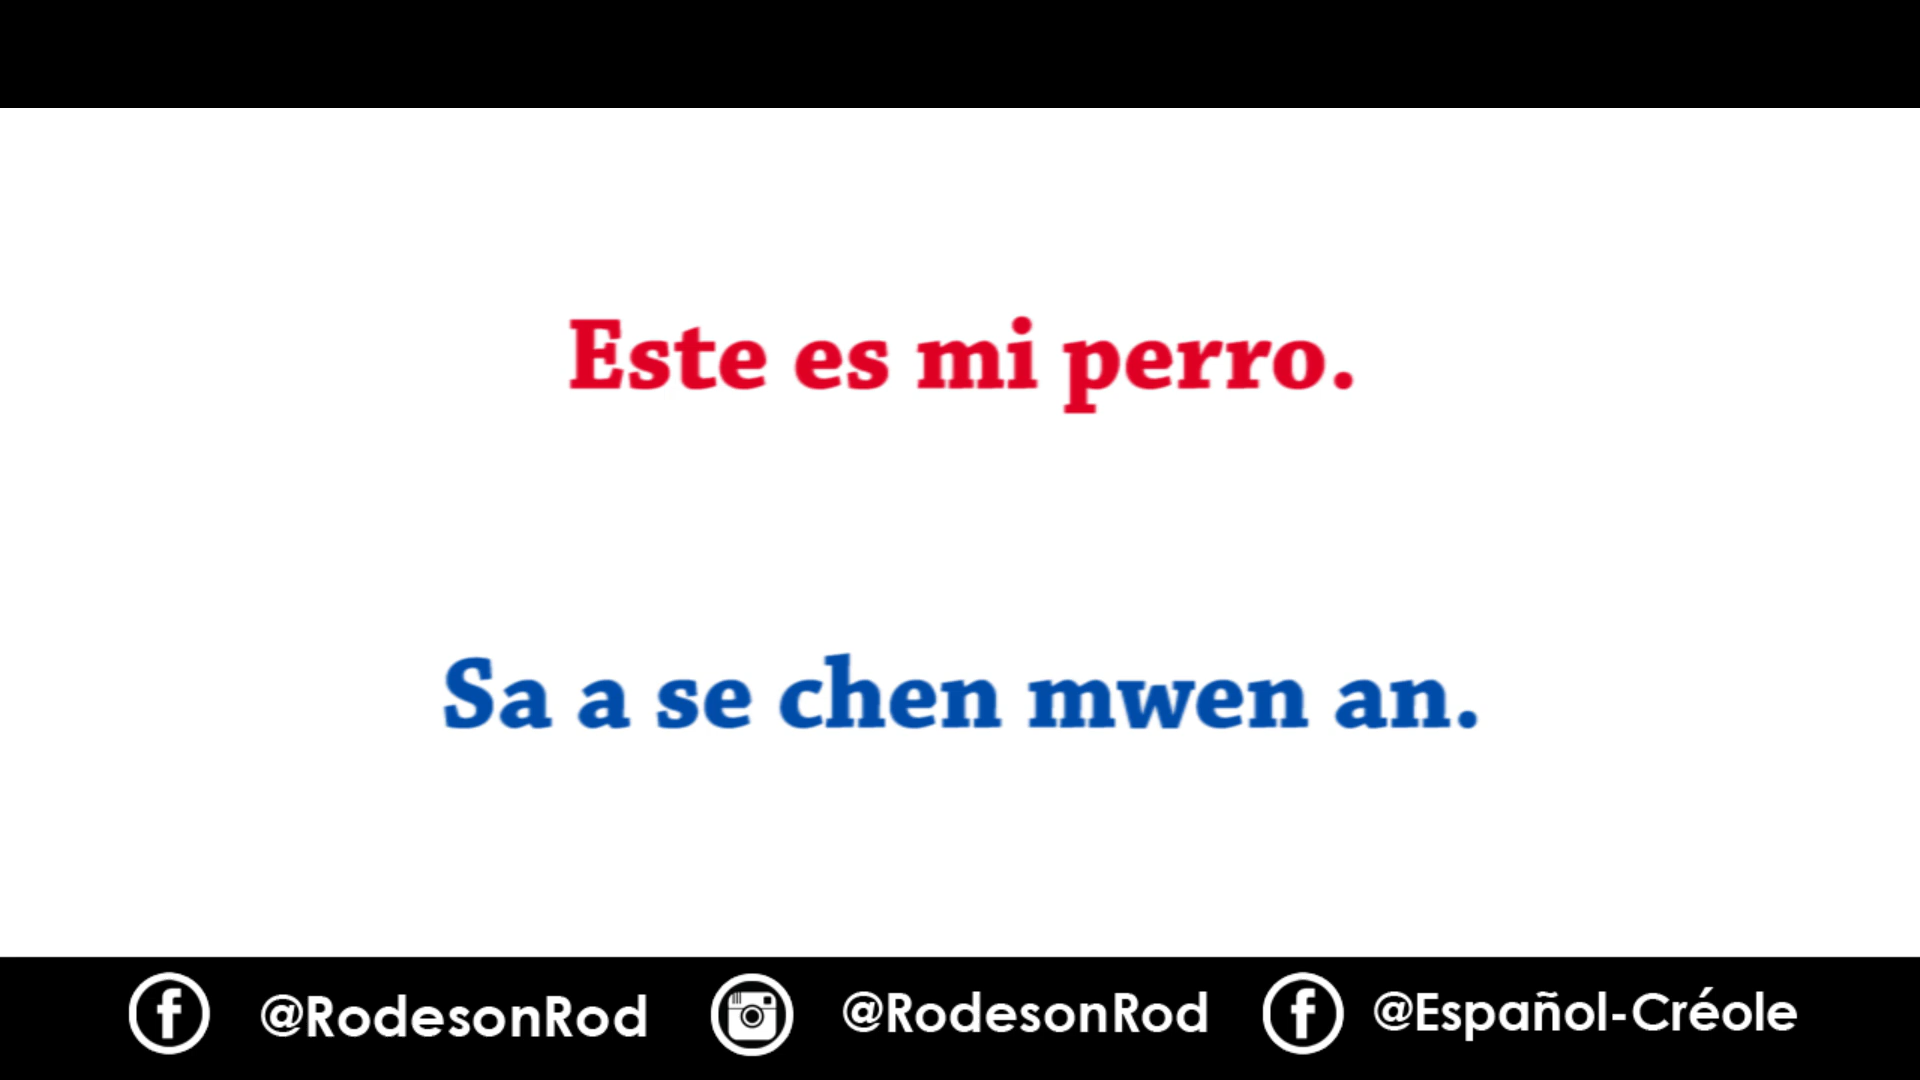 Este es mi perro.
Sa a se chen mwen an.
@RodesonRod @RodesonRod @Español-Créole